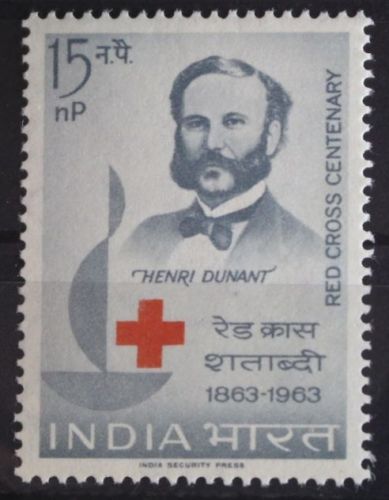 15 न.पै.
nP
RED CROSS CENTENARY
HENRI DUNANT
रेड क्रास
शताब्दी
1863-1963
INDIA भारत
INDIA SECURITY PRESS